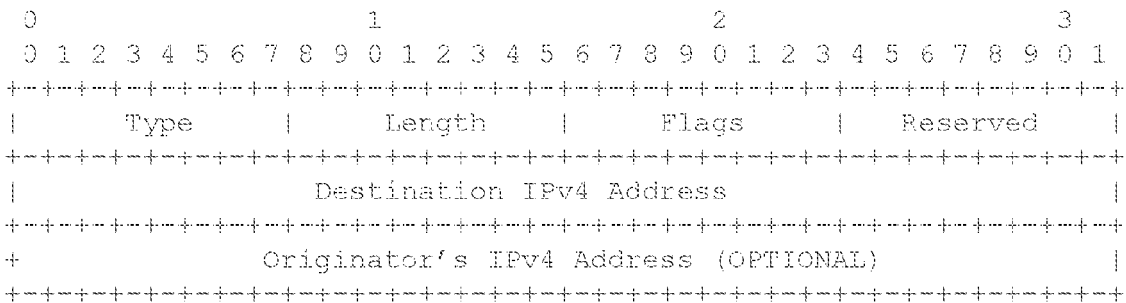 0                   1                   2                   3
0 1 2 3 4 5 6 7 8 9 0 1 2 3 4 5 6 7 8 9 0 1 2 3 4 5 6 7 8 9 0 1
+-+-+-+-+-+-+-+-+-+-+-+-+-+-+-+-+-+-+-+-+-+-+-+-+-+-+-+-+-+-+-+-+
| Type | Length | Flags | Reserved |
+-+-+-+-+-+-+-+-+-+-+-+-+-+-+-+-+-+-+-+-+-+-+-+-+-+-+-+-+-+-+-+-+
| Destination IPv4 Address |
+-+-+-+-+-+-+-+-+-+-+-+-+-+-+-+-+-+-+-+-+-+-+-+-+-+-+-+-+-+-+-+-+
+ Originator's IPv4 Address (OPTIONAL) |
+-+-+-+-+-+-+-+-+-+-+-+-+-+-+-+-+-+-+-+-+-+-+-+-+-+-+-+-+-+-+-+-+